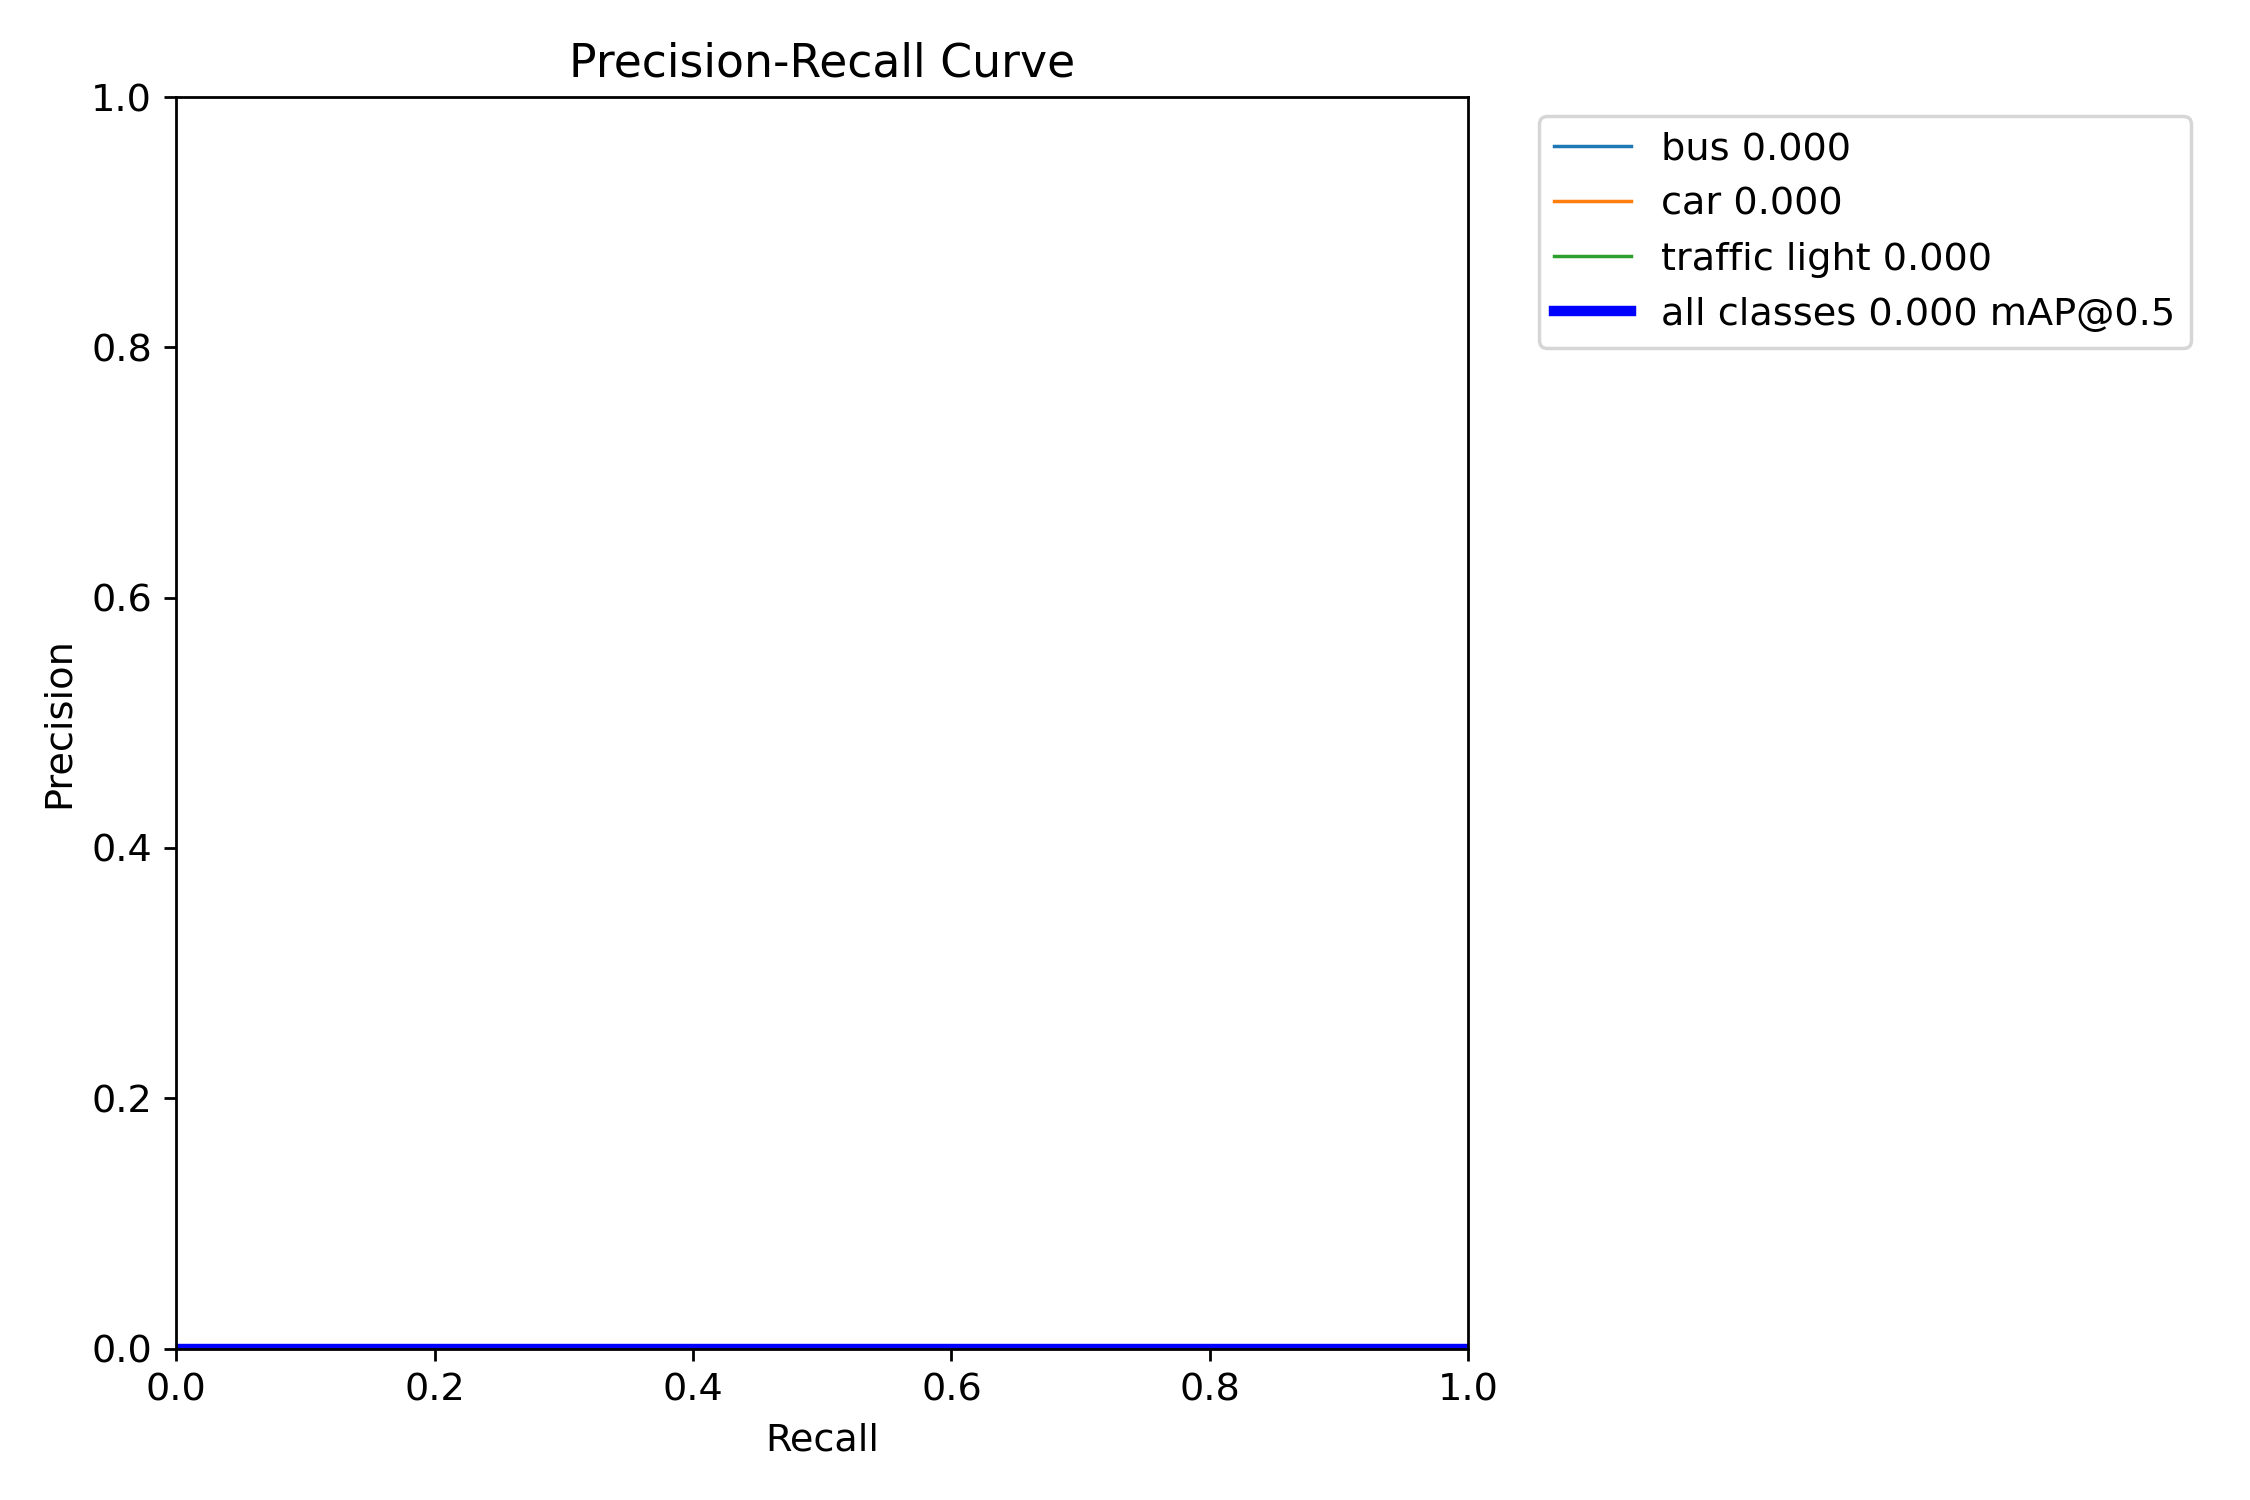 Precision-Recall Curve
1.0
0.8
0.6
0.4
0.2
0.0
Precision
0.0 0.2 0.4 0.6 0.8 1.0
Recall
bus 0.000
car 0.000
traffic light 0.000
all classes 0.000 mAP@0.5